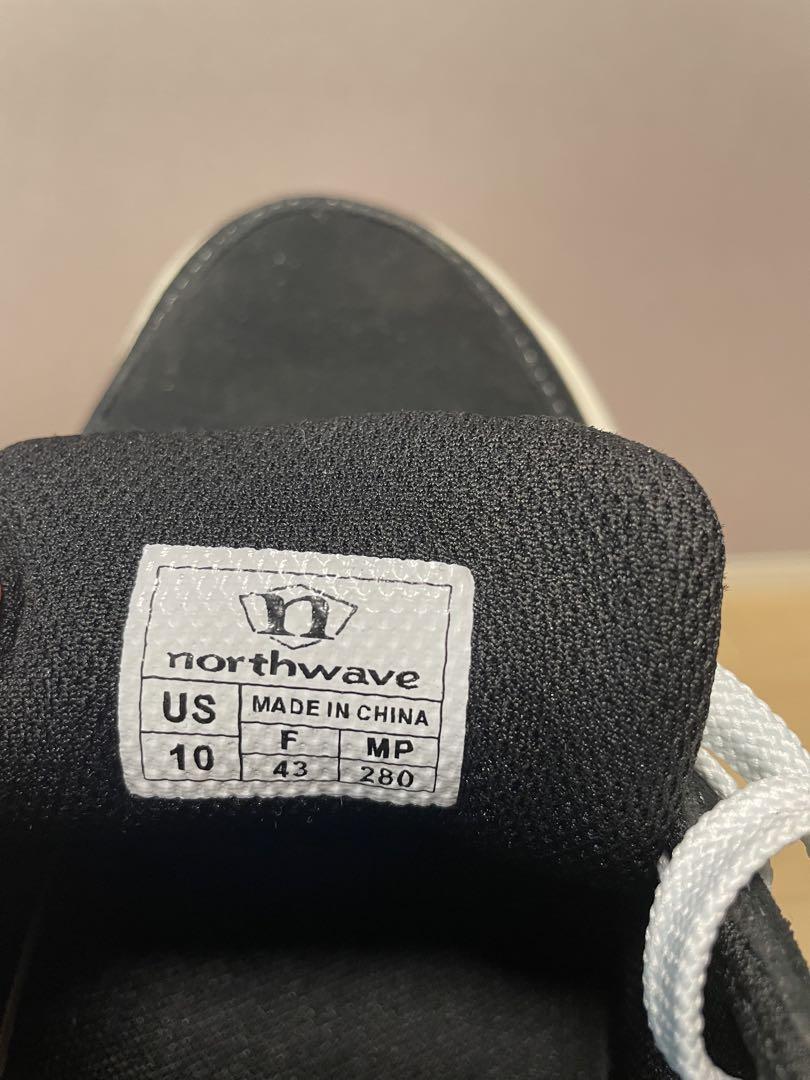 n
northwave
US MADE IN CHINA
10 F MP
43 280